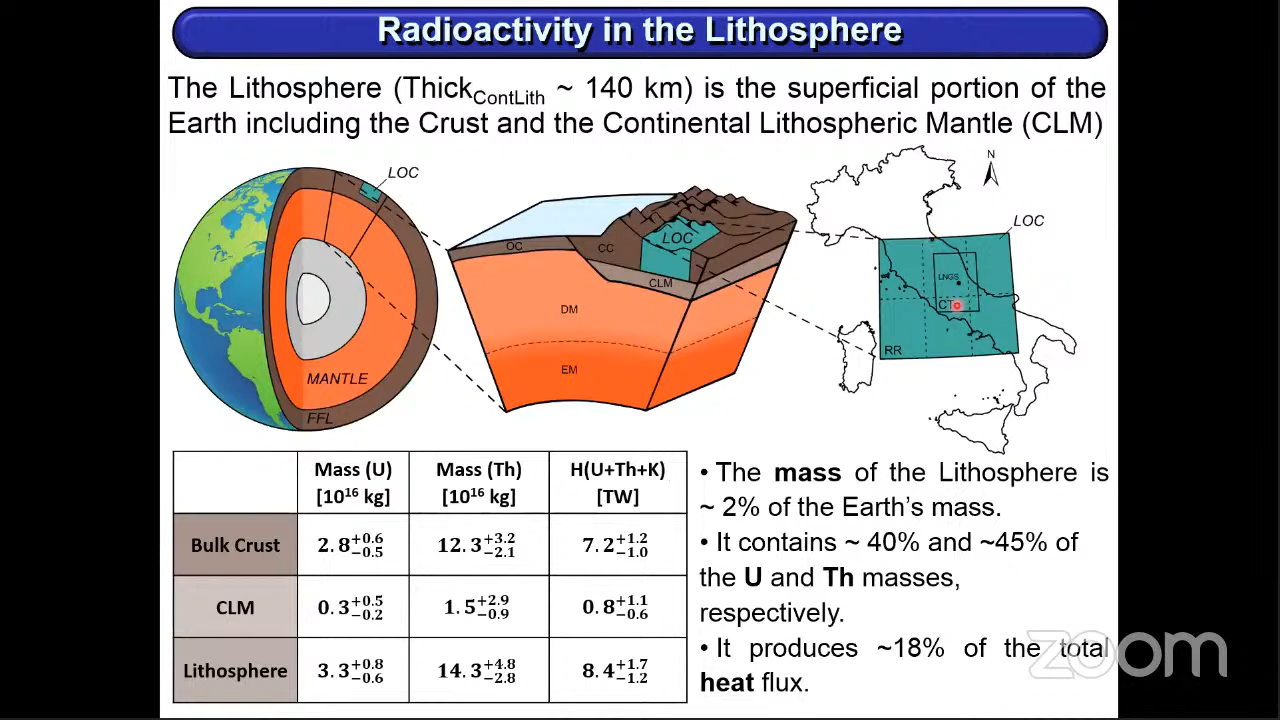 Radioactivity in the Lithosphere
The Lithosphere (Thick_ContLith ~ 140 km) is the superficial portion of the
Earth including the Crust and the Continental Lithospheric Mantle (CLM)
LOC
MANTLE
FFL
OC
CC
LOC
CLM
DM
EM
N
LOC
LNGS
CT
RR
Mass (U) [10^16 kg] Mass (Th) [10^16 kg] H(U+Th+K) [TW]
Bulk Crust 2.8 +0.6 −0.5 12.3 +3.2 −2.1 7.2 +1.2 −1.0
CLM 0.3 +0.5 −0.2 1.5 +2.9 −0.9 0.8 +1.1 −0.6
Lithosphere 3.3 +0.8 −0.6 14.3 +4.8 −2.8 8.4 +1.7 −1.2
• The mass of the Lithosphere is
~ 2% of the Earth's mass.
• It contains ~ 40% and ~45% of
the U and Th masses,
respectively.
• It produces ~18% of the total
heat flux.
zoom